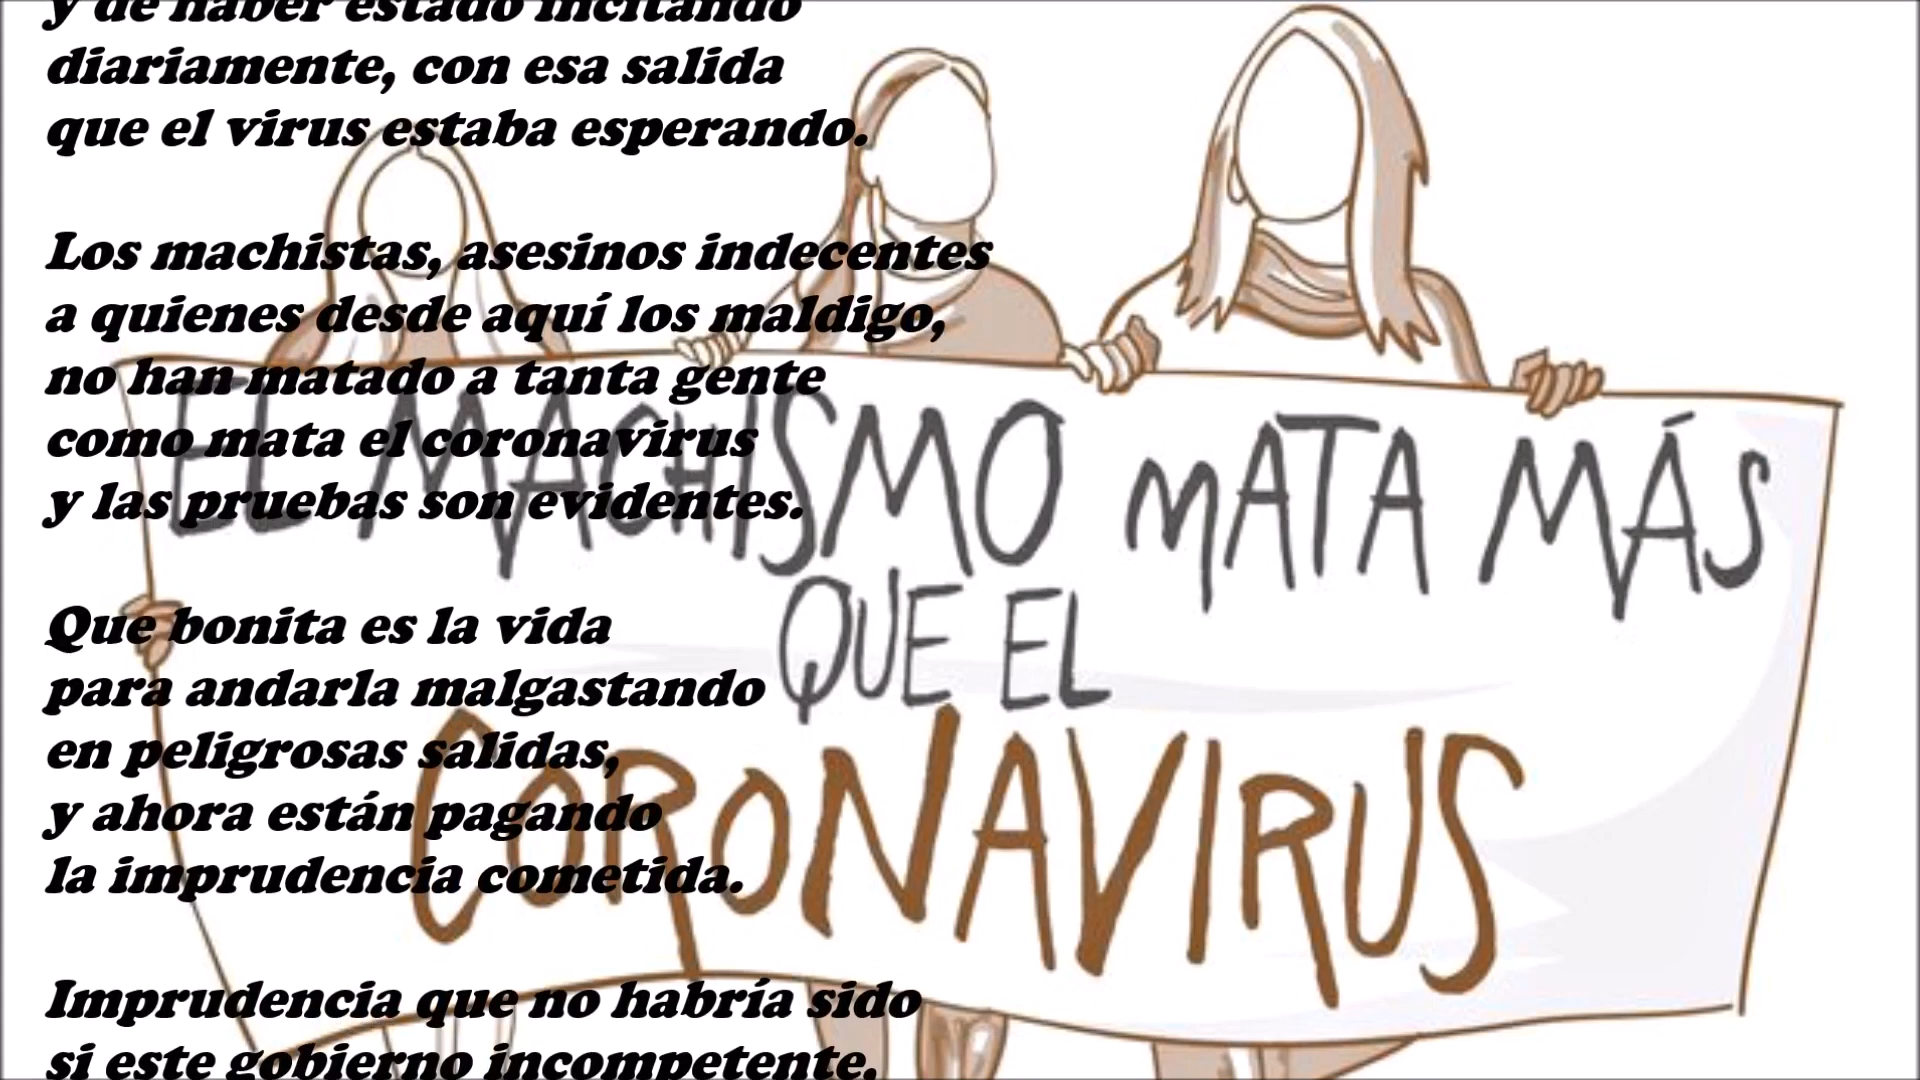 y de haber estado incitando
diariamente, con esa salida
que el virus estaba esperando.
Los machistas, asesinos indecentes
a quienes desde aquí los maldigo,
no han matado a tanta gente
como mata el coronavirus
y las pruebas son evidentes.
Que bonita es la vida
para andarla malgastando
en peligrosas salidas,
y ahora están pagando
la imprudencia cometida.
Imprudencia que no habría sido
si este gobierno incompetente,
EL MACHISMO MATA MÁS
QUE EL
CORONAVIRUS